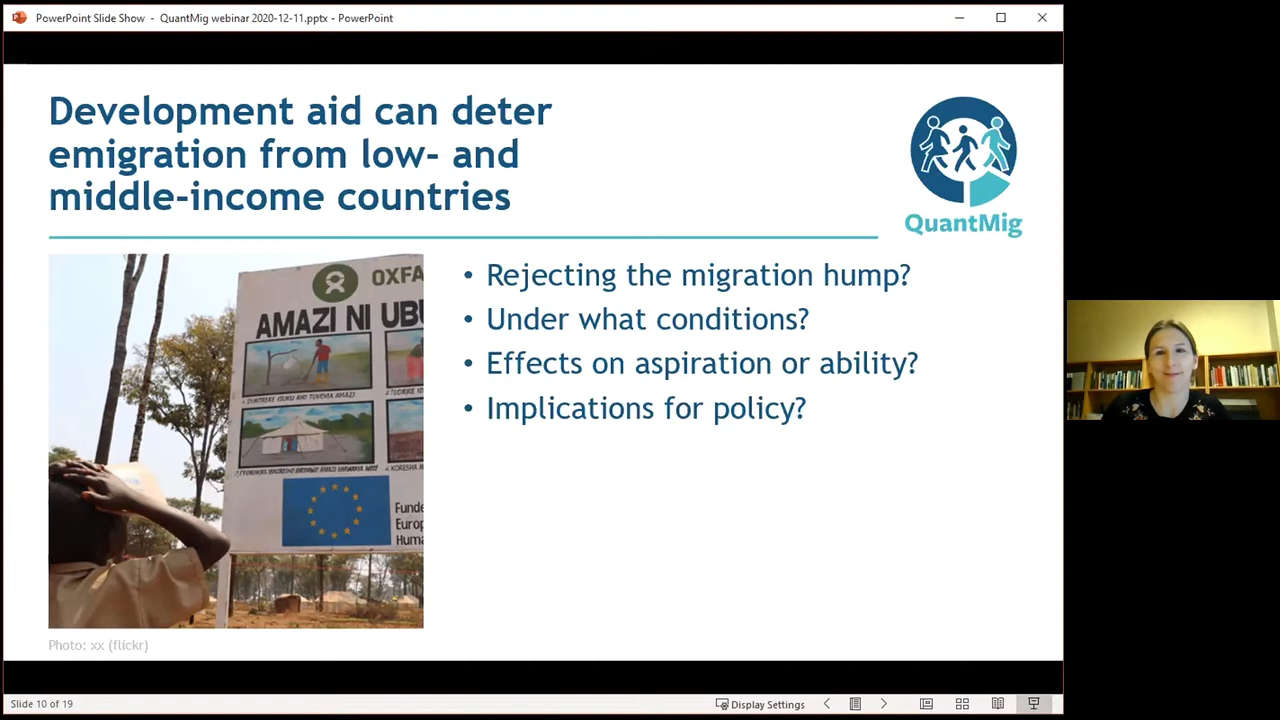 PowerPoint Slide Show - QuantMig webinar 2020-12-11.pptx - PowerPoint
Development aid can deter
emigration from low- and
middle-income countries
QuantMig
OXFA
AMAZI NI UBU
Funde
Europ
Huma
• Rejecting the migration hump?
• Under what conditions?
• Effects on aspiration or ability?
• Implications for policy?
Photo: xx (flickr)
Slide 10 of 19
Display Settings